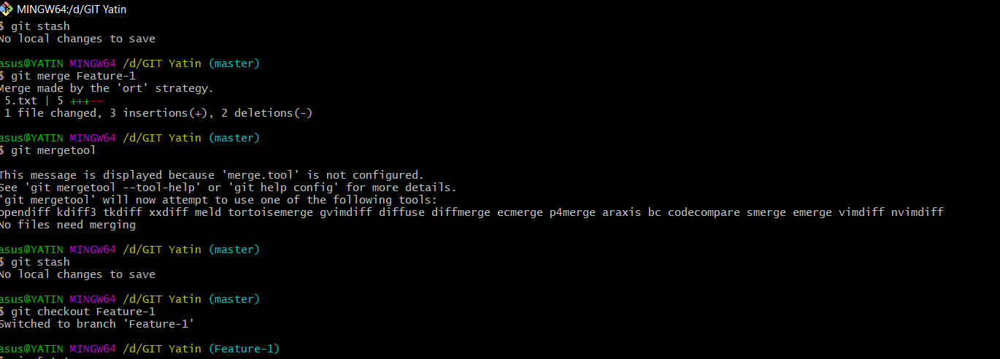 MINGW64:/d/GIT Yatin
$ git stash
No local changes to save
asus@YATIN MINGW64 /d/GIT Yatin (master)
$ git merge Feature-1
Merge made by the 'ort' strategy.
5.txt | 5 +++--
1 file changed, 3 insertions(+), 2 deletions(-)
asus@YATIN MINGW64 /d/GIT Yatin (master)
$ git mergetool
This message is displayed because 'merge.tool' is not configured.
See 'git mergetool --tool-help' or 'git help config' for more details.
'git mergetool' will now attempt to use one of the following tools:
opendiff kdiff3 tkdiff xxdiff meld tortoisemerge gvimdiff diffuse diffmerge ecmerge p4merge araxis bc codecompare smerge emerge vimdiff nvimdiff
No files need merging
asus@YATIN MINGW64 /d/GIT Yatin (master)
$ git stash
No local changes to save
asus@YATIN MINGW64 /d/GIT Yatin (master)
$ git checkout Feature-1
Switched to branch 'Feature-1'
asus@YATIN MINGW64 /d/GIT Yatin (Feature-1)